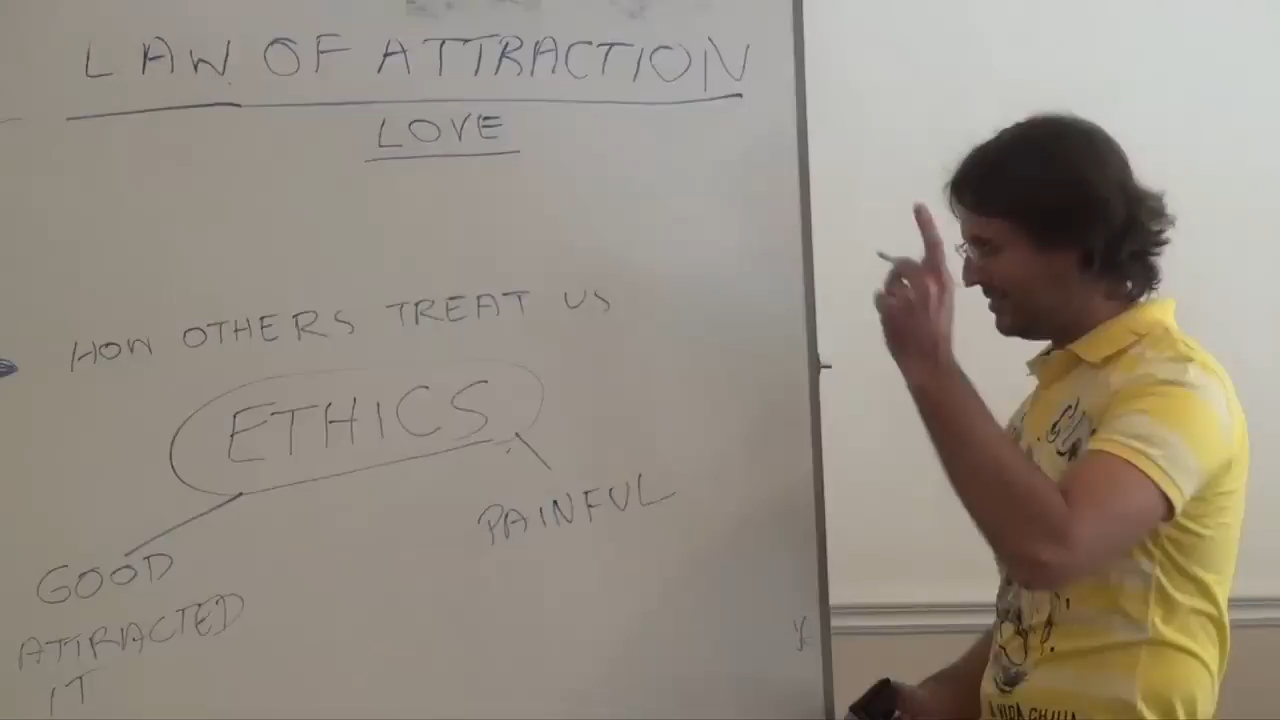 LAW OF ATTRACTION
LOVE
HOW OTHERS TREAT US
ETHICS
PAINFUL
GOOD
ATTRACTED
IT